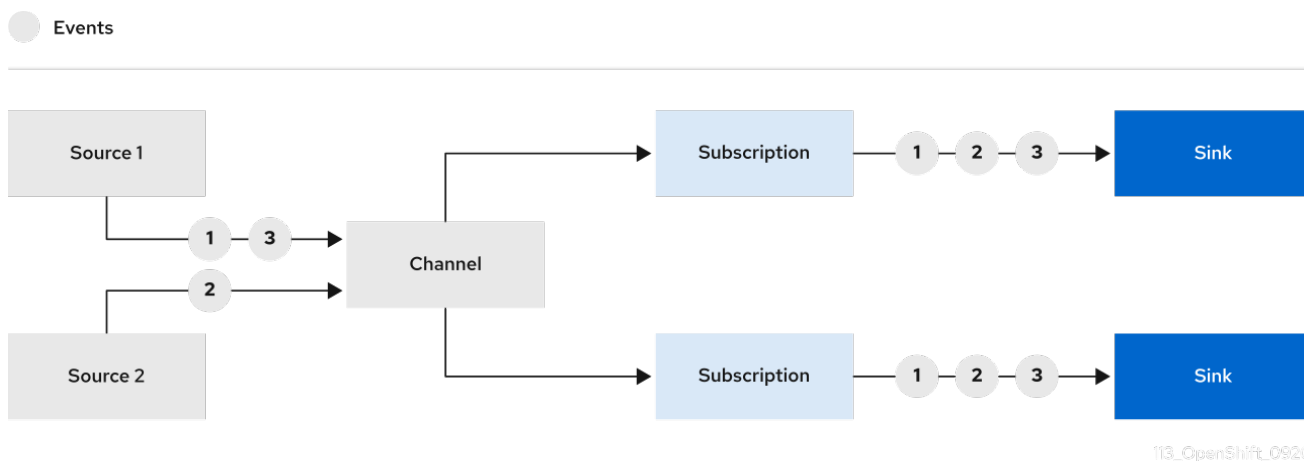 Events
Source 1
Subscription
1 2 3
Sink
1 3
Channel
2
Source 2
Subscription
1 2 3
Sink
113_OpenShift_092